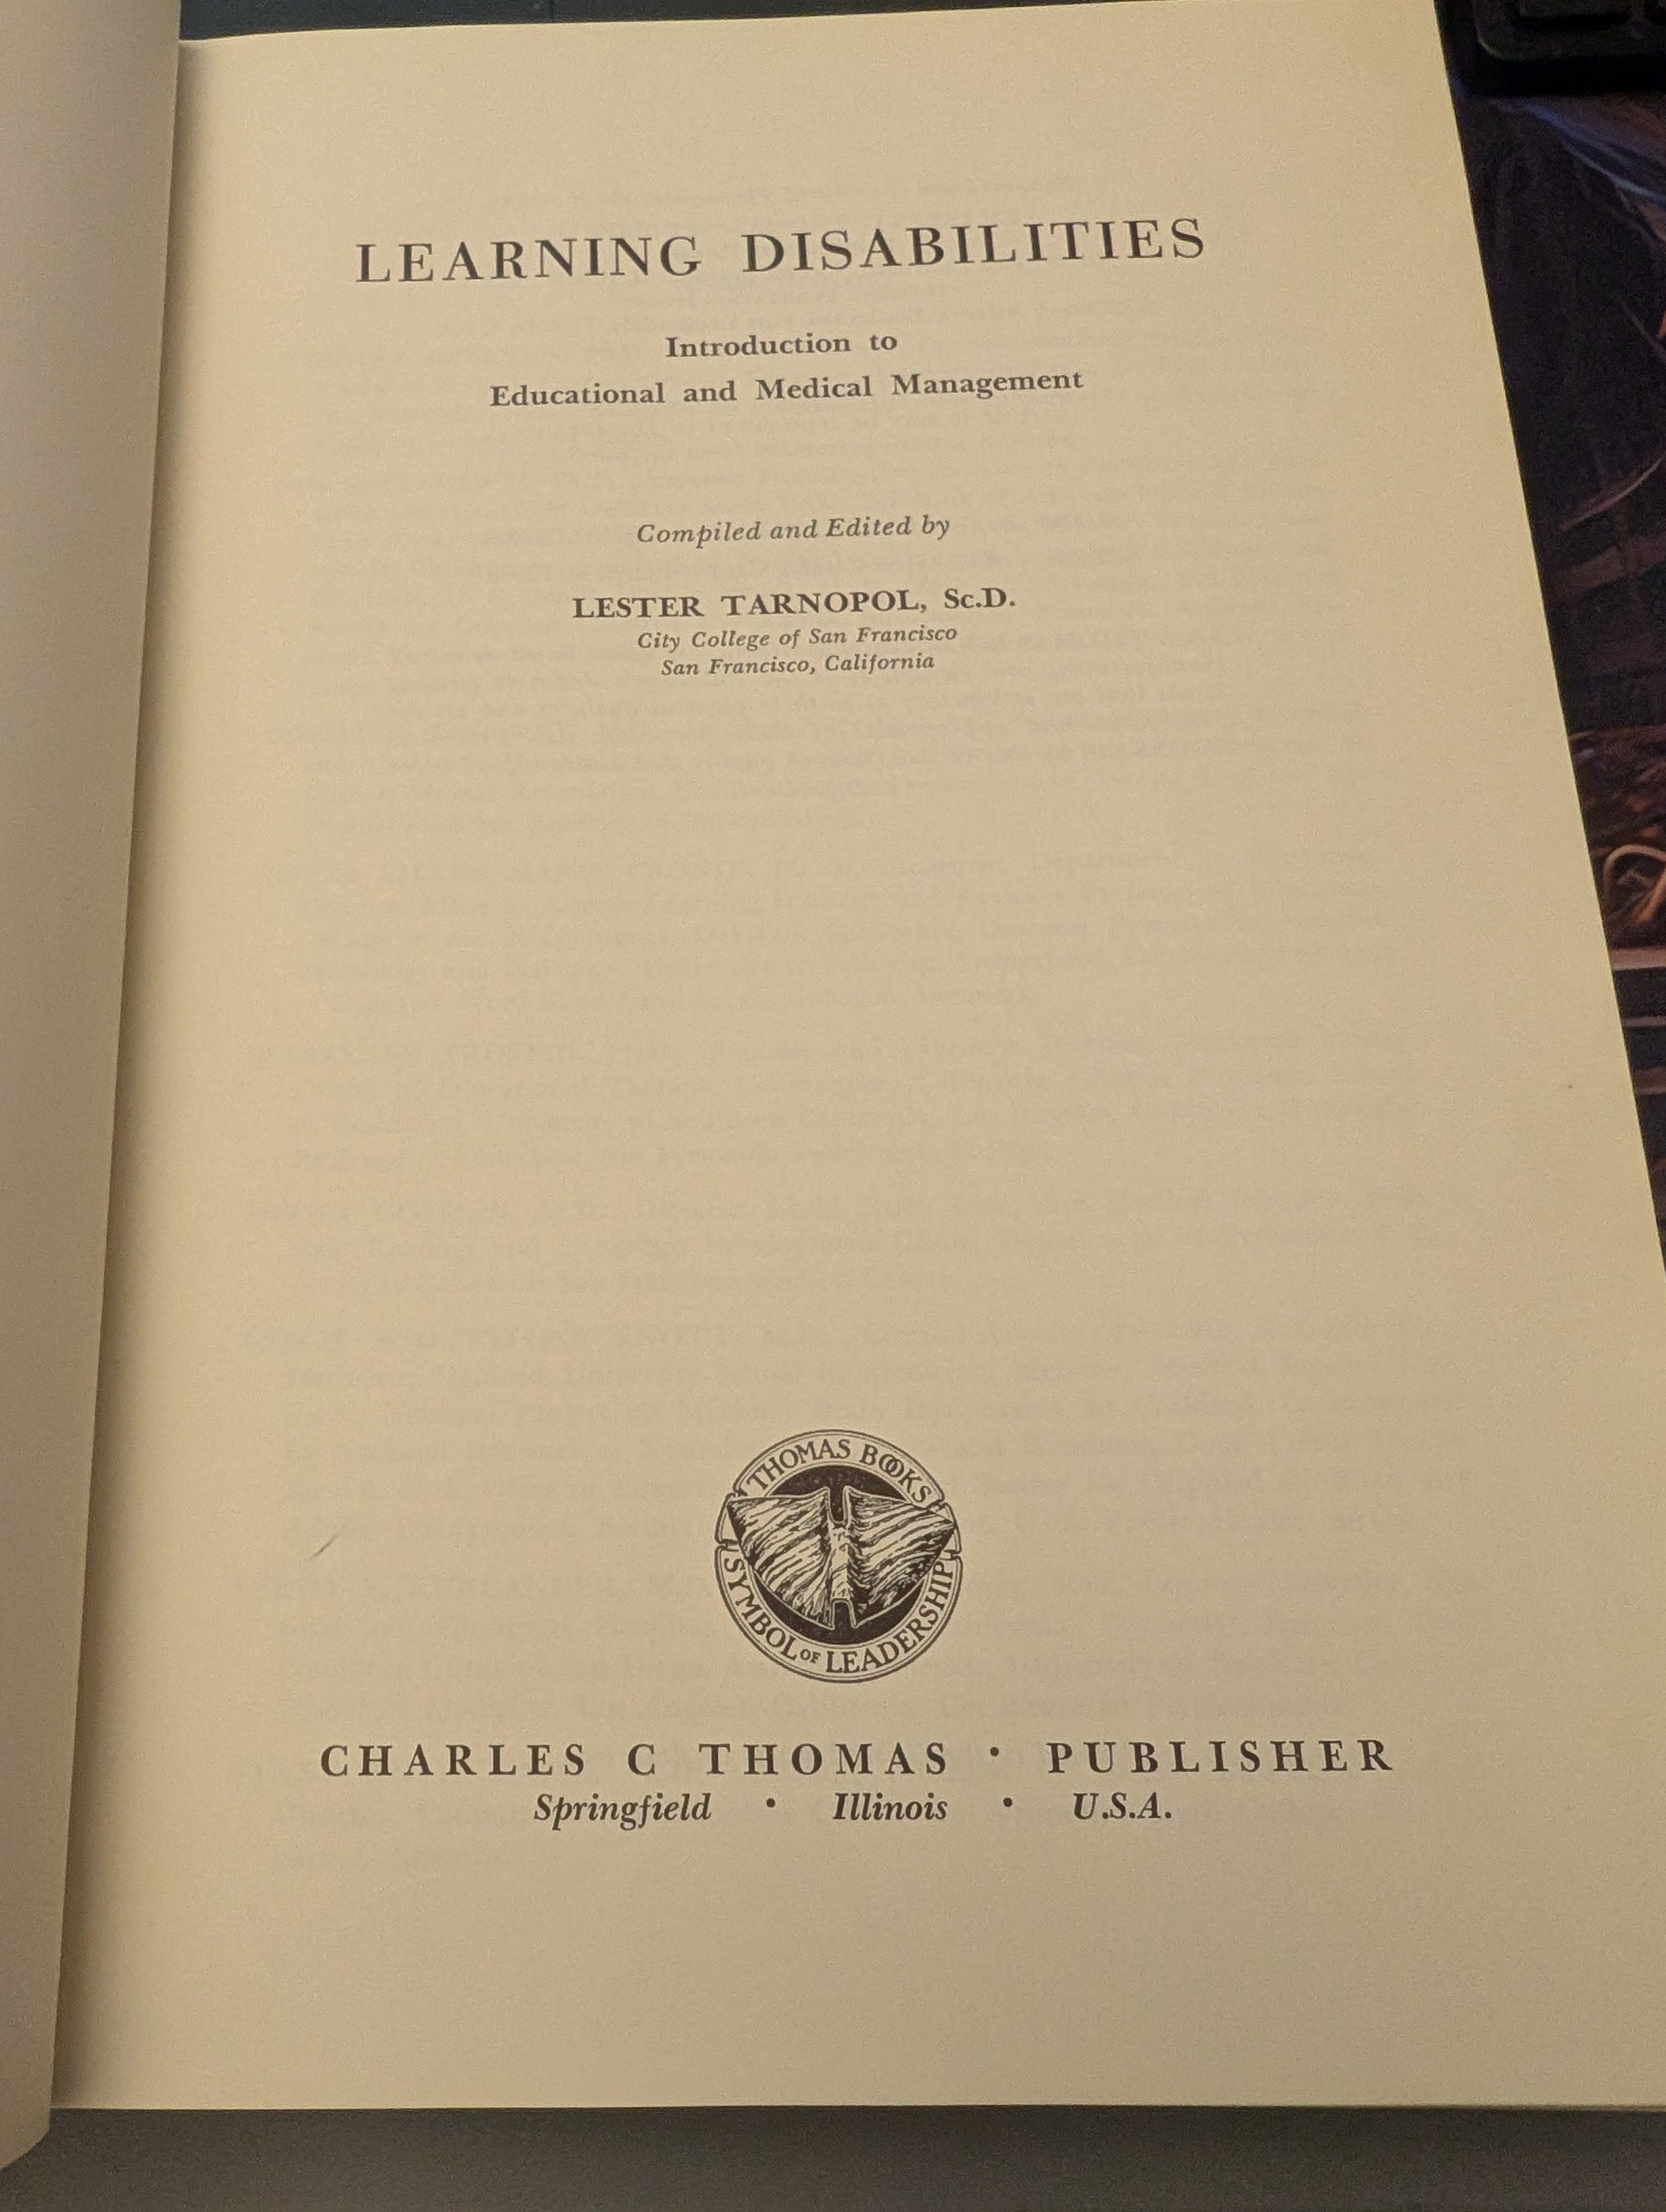 LEARNING DISABILITIES
Introduction to
Educational and Medical Management
Compiled and Edited by
LESTER TARNOPOL, Sc.D.
City College of San Francisco
San Francisco, California
THOMAS BOOKS
SYMBOL OF LEADERSHIP
CHARLES C THOMAS • PUBLISHER
Springfield • Illinois • U.S.A.